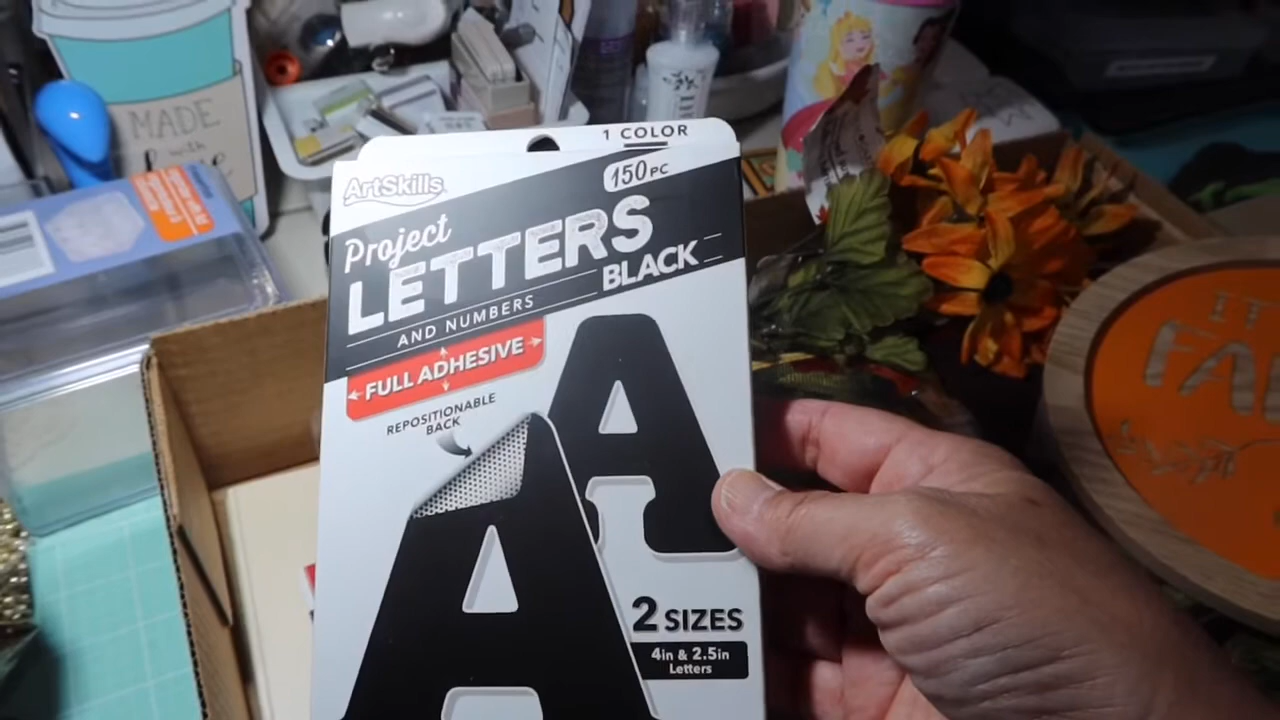 MADE
with
1 COLOR
150 PC
ArtSkills
Project
LETTERS
BLACK
AND NUMBERS
FULL ADHESIVE
REPOSITIONABLE
BACK
2 SIZES
4in & 2.5in
Letters